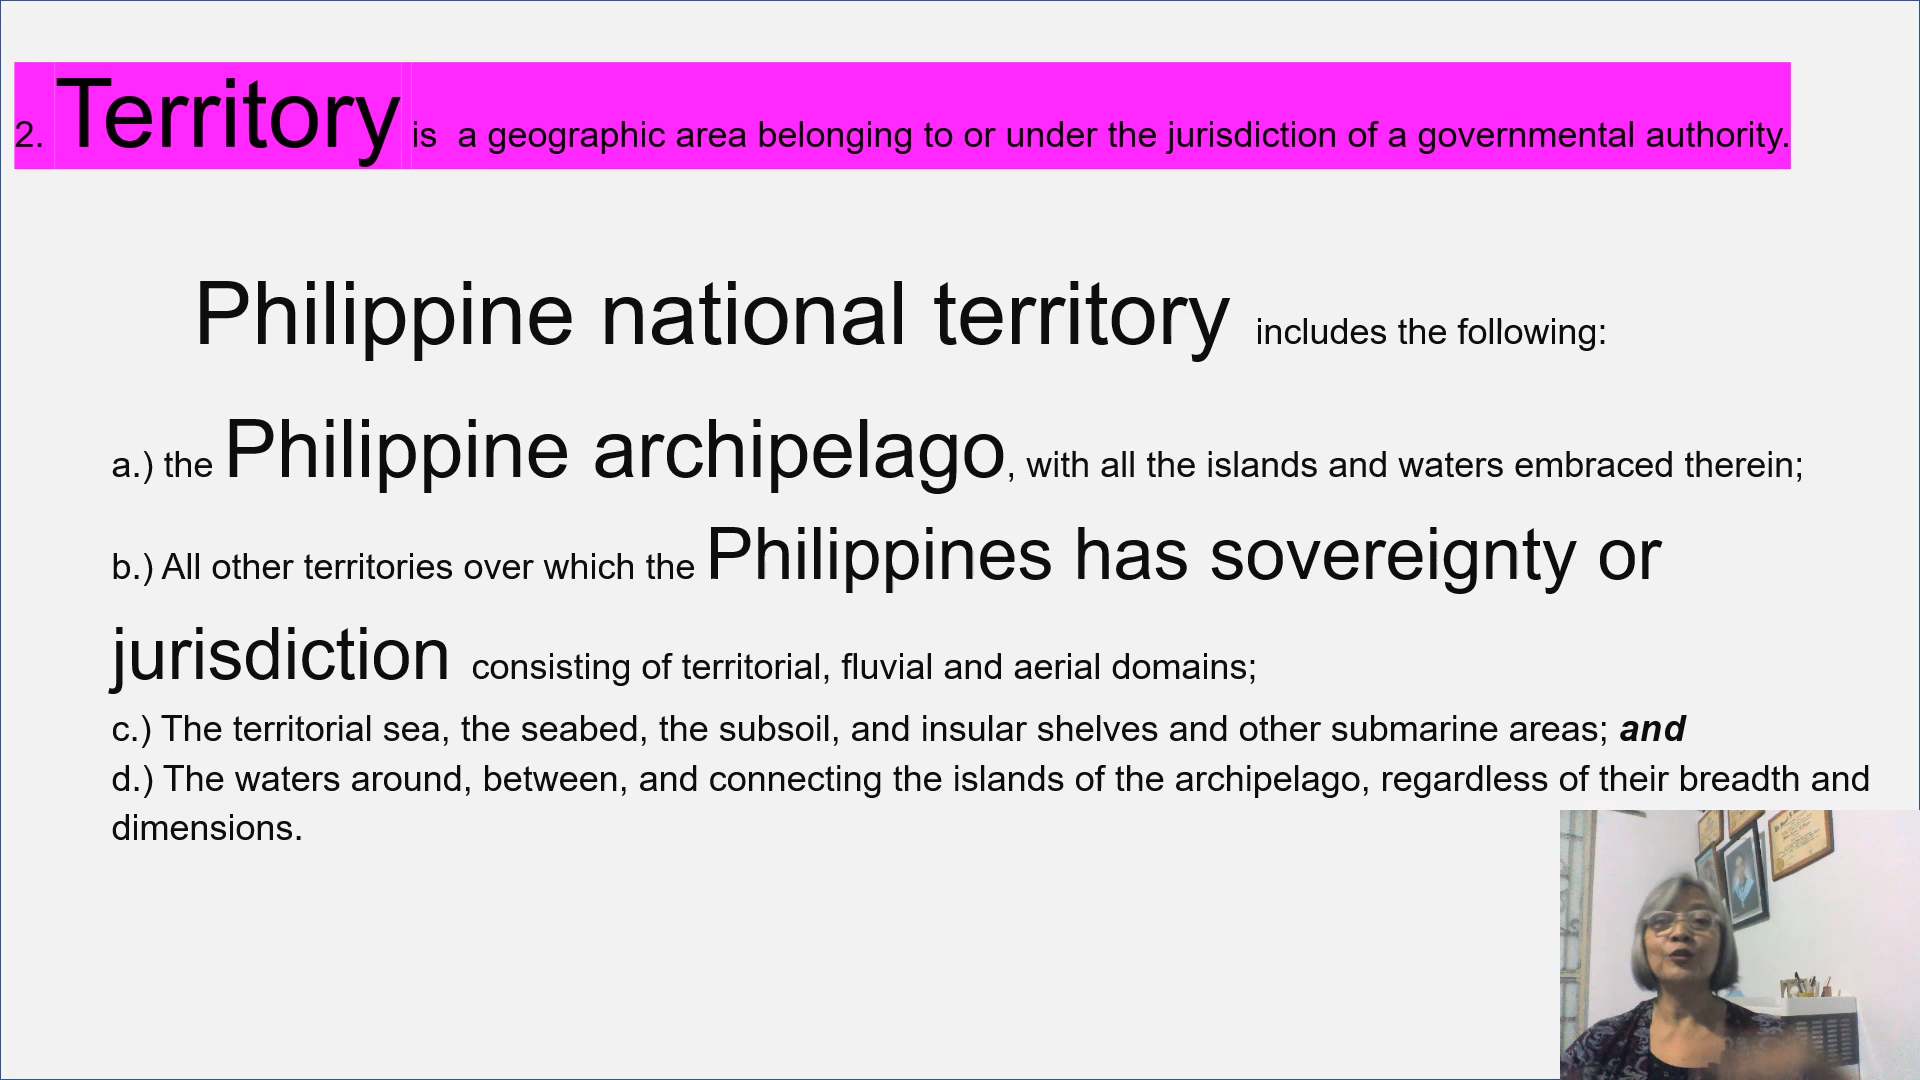 2. Territory is a geographic area belonging to or under the jurisdiction of a governmental authority.
Philippine national territory includes the following:
a.) the Philippine archipelago, with all the islands and waters embraced therein;
b.) All other territories over which the Philippines has sovereignty or
jurisdiction consisting of territorial, fluvial and aerial domains;
c.) The territorial sea, the seabed, the subsoil, and insular shelves and other submarine areas; and
d.) The waters around, between, and connecting the islands of the archipelago, regardless of their breadth and
dimensions.